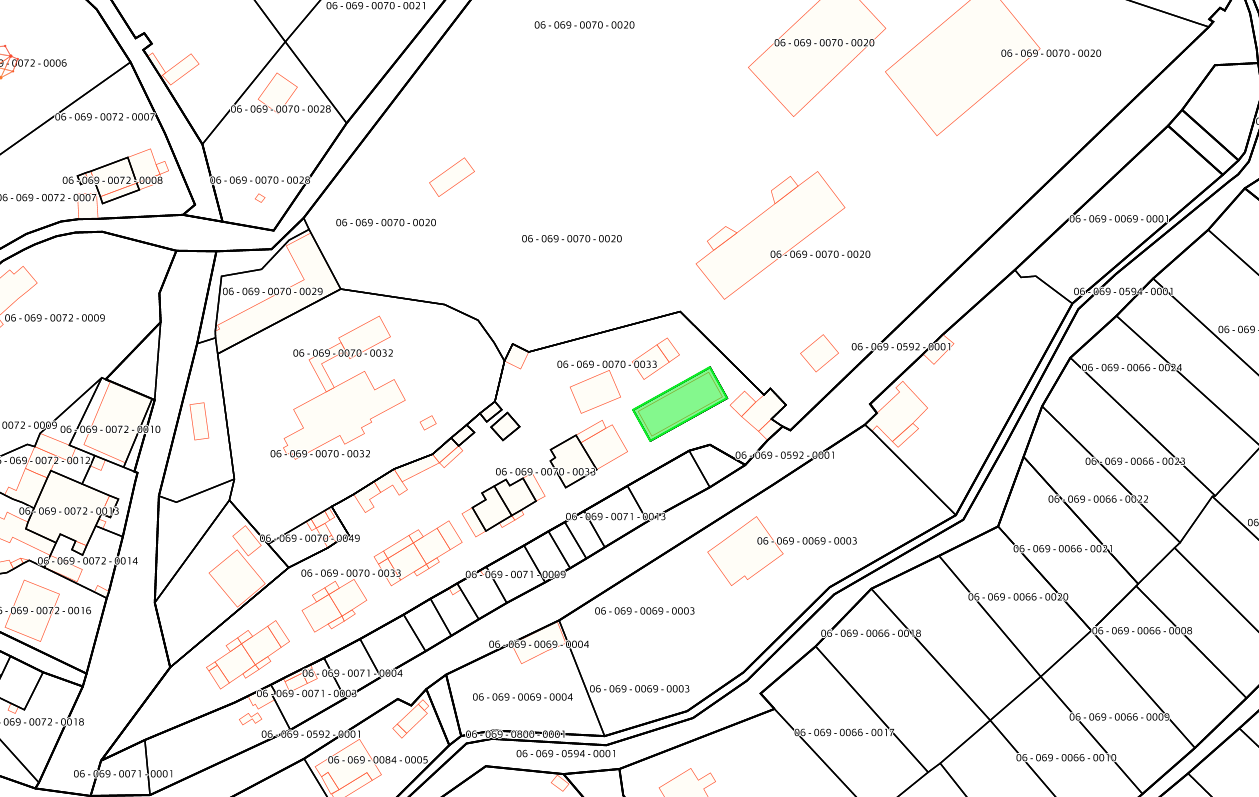 06 - 069 - 0070 - 0021
06 - 069 - 0070 - 0020
06 - 069 - 0070 - 0020
06 - 069 - 0070 - 0020
0072 - 0006
06 - 069 - 0070 - 0028
06 - 069 - 0072 - 0007
06 - 069 - 0072 - 0008
06 - 069 - 0070 - 0028
06 - 069 - 0072 - 0007
06 - 069 - 0070 - 0020
06 - 069 - 0069 - 0001
06 - 069 - 0070 - 0020
06 - 069 - 0070 - 0020
06 - 069 - 0070 - 0029
06 - 069 - 0594 - 0001
06 - 069 - 0072 - 0009
06 - 069 -
06 - 069 - 0592 - 0001
06 - 069 - 0070 - 0032
06 - 069 - 0070 - 0033
06 - 069 - 0066 - 0024
0072 - 0009
06 - 069 - 0072 - 0010
06 - 069 - 0070 - 0032
06 - 069 - 0592 - 0001
06 - 069 - 0072 - 0012
06 - 069 - 0066 - 0023
06 - 069 - 0070 - 0033
06 - 069 - 0066 - 0022
06 - 069 - 0072 - 0013
06 - 069 - 0071 - 0013
06 - 069 - 0070 - 0049
06 - 069 - 0069 - 0003
06 - 069 - 0066 - 0021
06 - 069 - 0072 - 0014
06 - 069 - 0070 - 0033
06 - 069 - 0071 - 0009
06 - 069 - 0066 - 0020
06 - 069 - 0072 - 0016
06 - 069 - 0069 - 0003
06 - 069 - 0066 - 0018
06 - 069 - 0066 - 0008
06 - 069 - 0069 - 0004
06 - 069 - 0071 - 0004
06 - 069 - 0071 - 0003
06 - 069 - 0069 - 0004
06 - 069 - 0069 - 0003
06 - 069 - 0072 - 0018
06 - 069 - 0066 - 0009
06 - 069 - 0592 - 0001
06 - 069 - 0800 - 0001
06 - 069 - 0066 - 0017
06 - 069 - 0594 - 0001
06 - 069 - 0084 - 0005
06 - 069 - 0066 - 0010
06 - 069 - 0071 - 0001